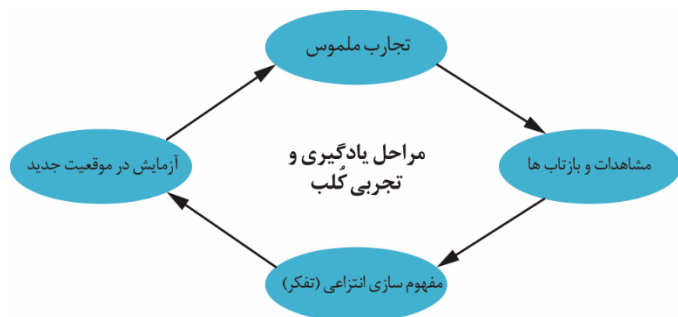 تجارب ملموس
مراحل یادگیری و
تجربی کُلب
مشاهدات و بازتاب ها
مفهوم سازی انتزاعی (تفکر)
آزمایش در موقعیت جدید